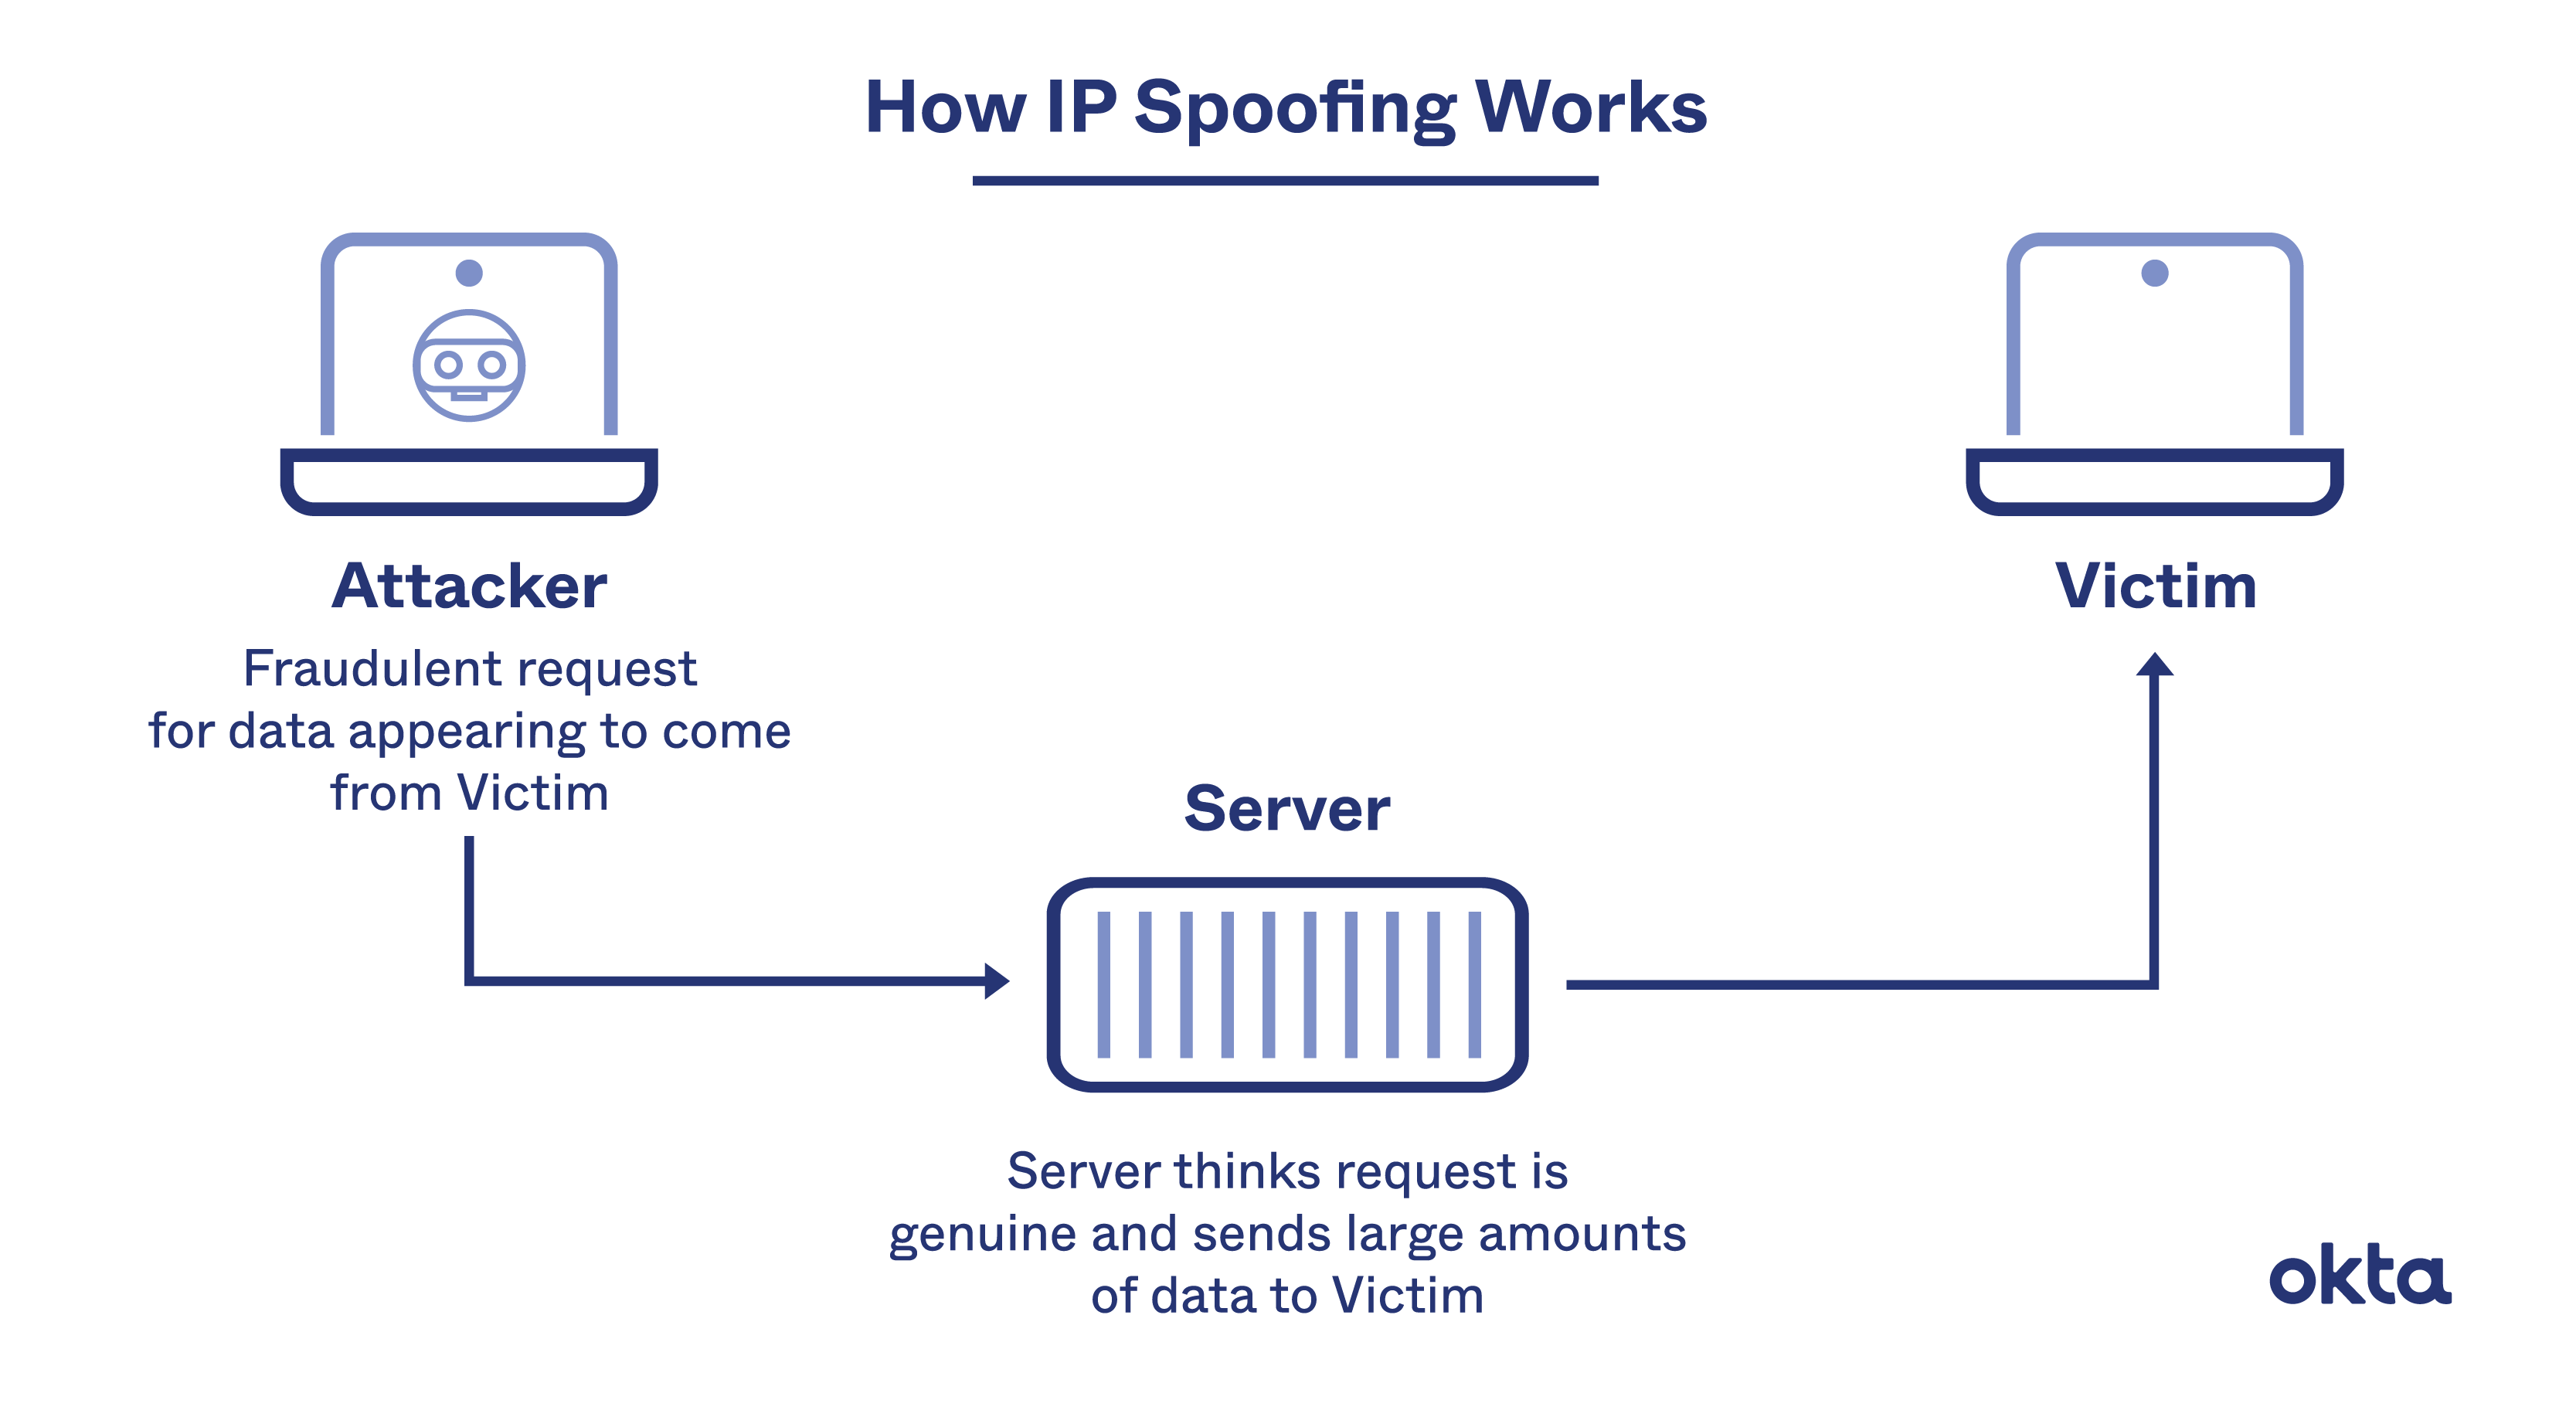 How IP Spoofing Works
Attacker
Fraudulent request
for data appearing to come
from Victim
Victim
Server
Server thinks request is
genuine and sends large amounts
of data to Victim
okta